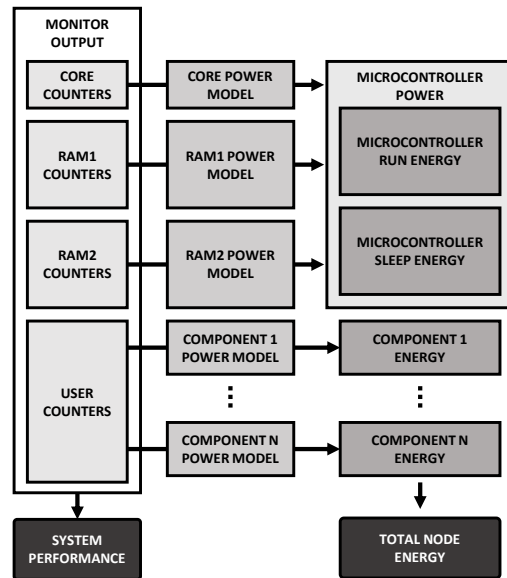 MONITOR
OUTPUT
CORE
COUNTERS
CORE POWER
MODEL
MICROCONTROLLER
POWER
RAM1
COUNTERS
RAM1 POWER
MODEL
MICROCONTROLLER
RUN ENERGY
RAM2
COUNTERS
RAM2 POWER
MODEL
MICROCONTROLLER
SLEEP ENERGY
USER
COUNTERS
COMPONENT 1
POWER MODEL
COMPONENT 1
ENERGY
COMPONENT N
POWER MODEL
COMPONENT N
ENERGY
SYSTEM
PERFORMANCE
TOTAL NODE
ENERGY